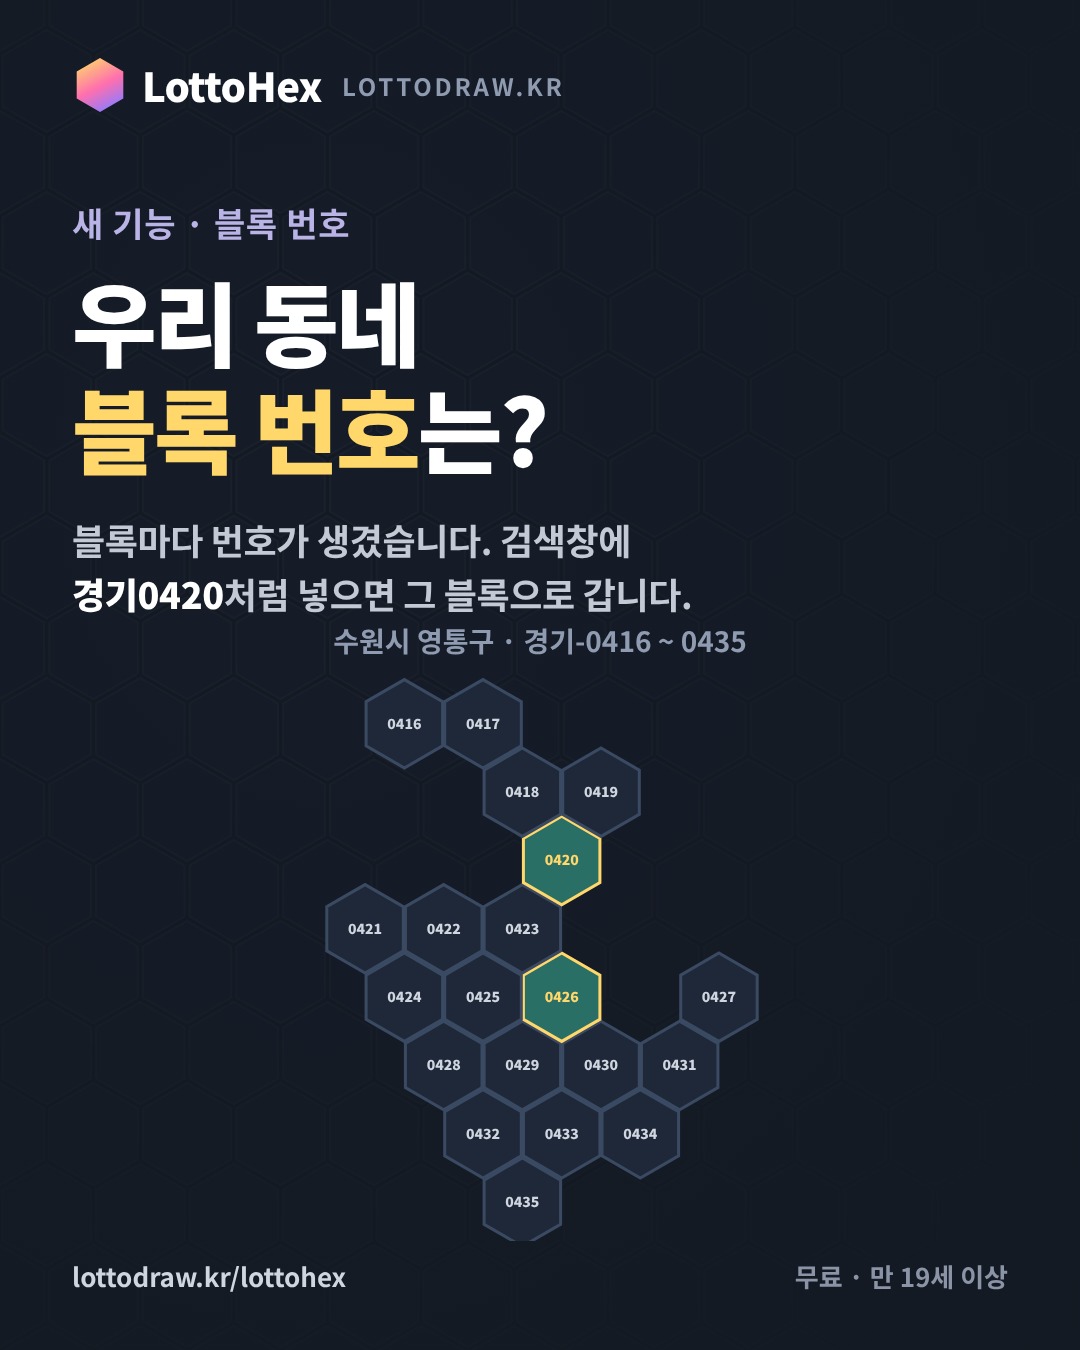 LottoHex LOTTODRAW.KR
새 기능 · 블록 번호
우리 동네
블록 번호는?
블록마다 번호가 생겼습니다. 검색창에
경기0420처럼 넣으면 그 블록으로 갑니다.
수원시 영통구 · 경기-0416 ~ 0435
0416 0417
0418 0419
0420
0421 0422 0423
0424 0425 0426 0427
0428 0429 0430 0431
0432 0433 0434
0435
lottodraw.kr/lottohex 무료 · 만 19세 이상